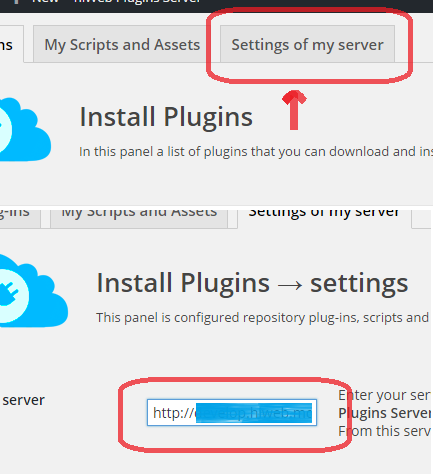 New hiWeb Plugins Server
ns
My Scripts and Assets
Settings of my server
Install Plugins
In this panel a list of plugins that you can download and ins
g-ins
My Scripts and Assets
Settings of my server
Install Plugins → settings
This panel is configured repository plug-ins, scripts and
server
http://
Enter your ser
Plugins Server
From this serv